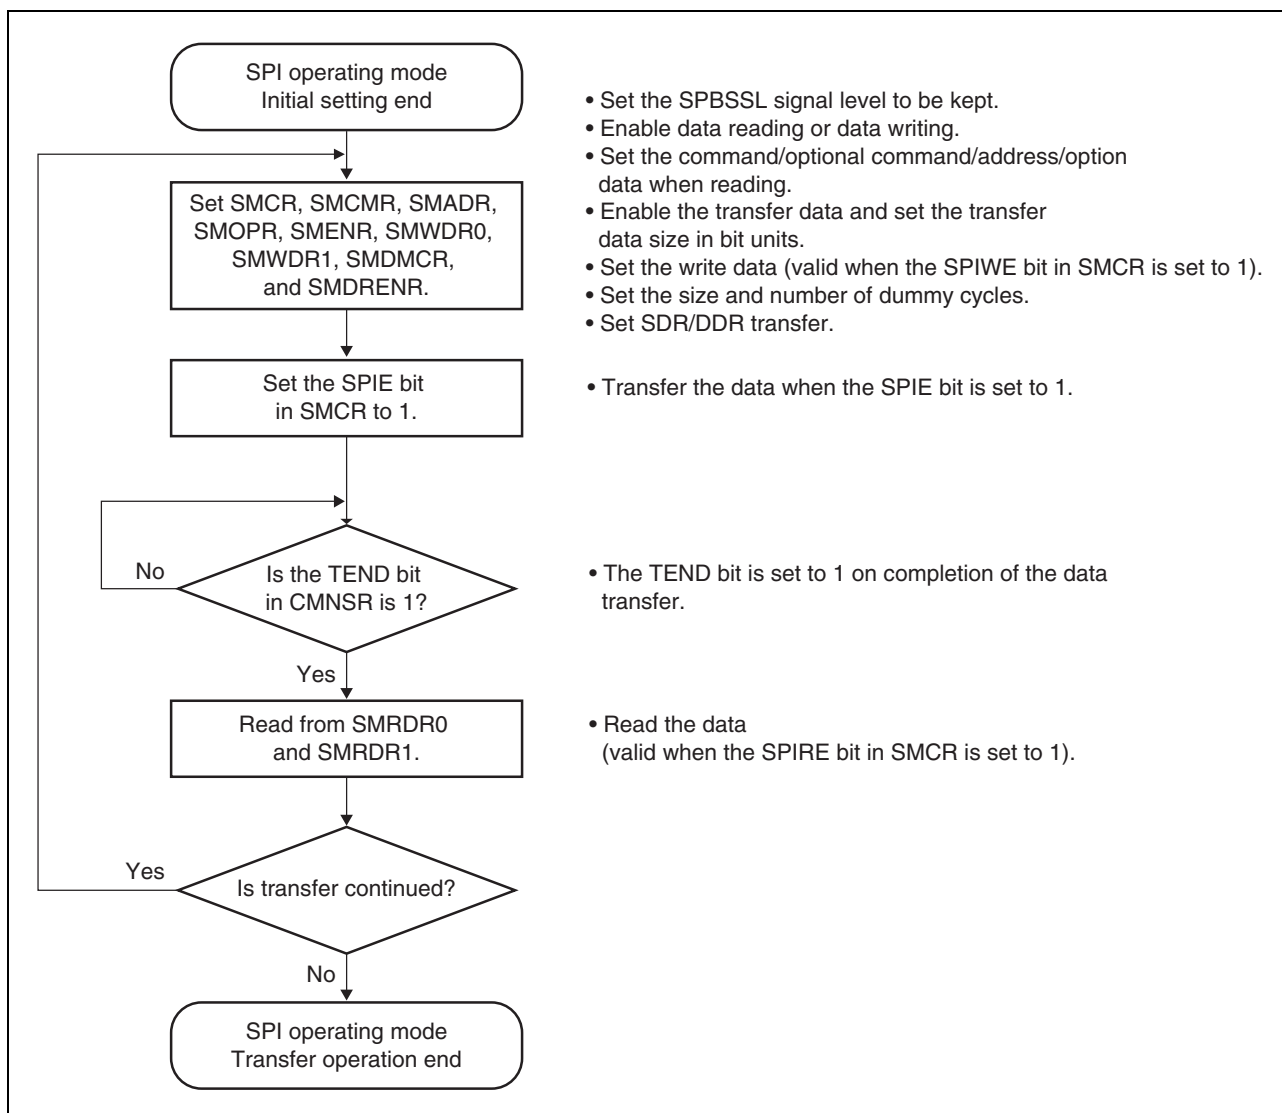 SPI operating mode
Initial setting end
• Set the SPBSSL signal level to be kept.
• Enable data reading or data writing.
• Set the command/optional command/address/option
data when reading.
• Enable the transfer data and set the transfer
data size in bit units.
• Set the write data (valid when the SPIWE bit in SMCR is set to 1).
• Set the size and number of dummy cycles.
• Set SDR/DDR transfer.
Set SMCR, SMCMR, SMADR,
SMOPR, SMENR, SMWDR0,
SMWDR1, SMDMCR,
and SMDRENR.
Set the SPIE bit
in SMCR to 1.
• Transfer the data when the SPIE bit is set to 1.
No
Is the TEND bit
in CMNSR is 1?
• The TEND bit is set to 1 on completion of the data
transfer.
Yes
Read from SMRDR0
and SMRDR1.
• Read the data
(valid when the SPIRE bit in SMCR is set to 1).
Yes
Is transfer continued?
No
SPI operating mode
Transfer operation end